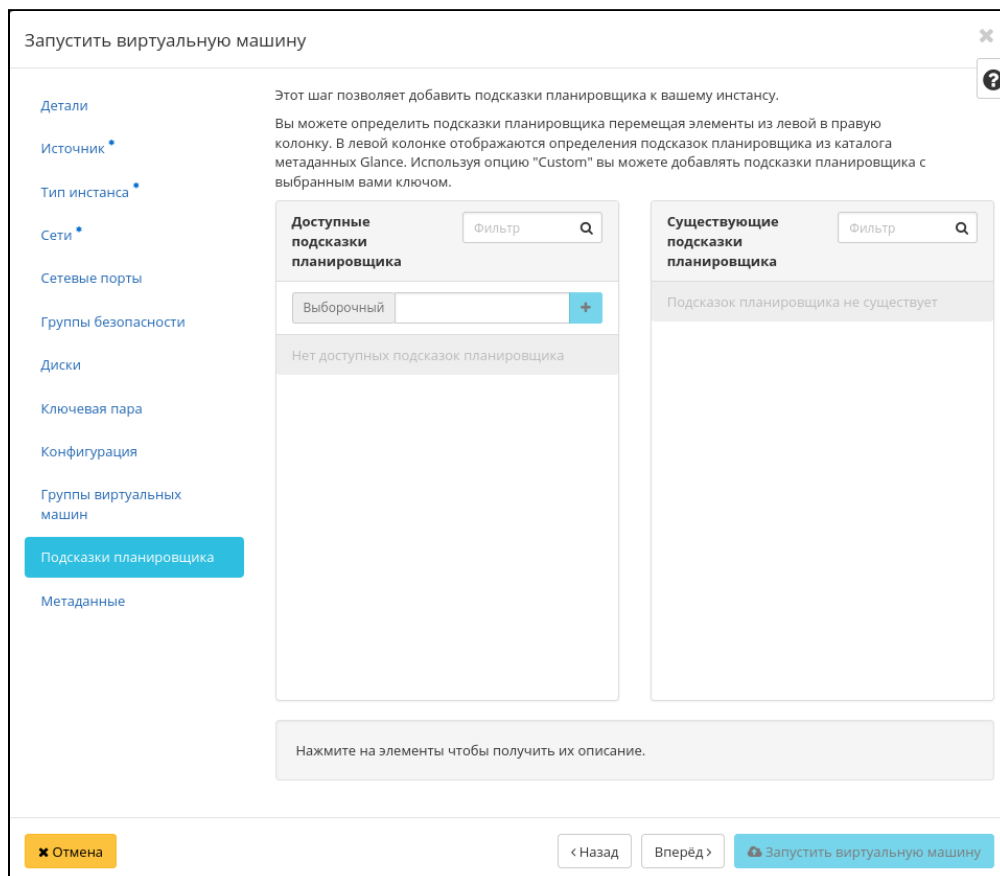 Запустить виртуальную машину
Детали
Источник *
Тип инстанса *
Сети *
Сетевые порты
Группы безопасности
Диски
Ключевая пара
Конфигурация
Группы виртуальных
машин
Подсказки планировщика
Метаданные
Этот шаг позволяет добавить подсказки планировщика к вашему инстансу.
Вы можете определить подсказки планировщика перемещая элементы из левой в правую
колонку. В левой колонке отображаются определения подсказок планировщика из каталога
метаданных Glance. Используя опцию "Custom" вы можете добавлять подсказки планировщика с
выбранным вами ключом.
Доступные
подсказки
планировщика
Фильтр
Выборочный
Нет доступных подсказок планировщика
Существующие
подсказки
планировщика
Фильтр
Подсказок планировщика не существует
Нажмите на элементы чтобы получить их описание.
✖ Отмена
‹ Назад
Вперёд ›
Запустить виртуальную машину